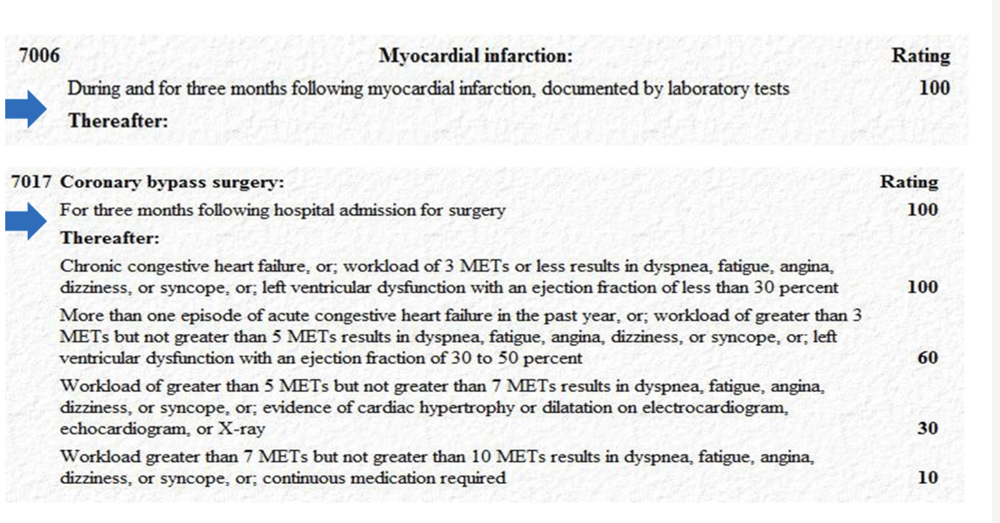 7006 Myocardial infarction: Rating
During and for three months following myocardial infarction, documented by laboratory tests 100
Thereafter:
7017 Coronary bypass surgery: Rating
For three months following hospital admission for surgery 100
Thereafter:
Chronic congestive heart failure, or; workload of 3 METs or less results in dyspnea, fatigue, angina,
dizziness, or syncope, or; left ventricular dysfunction with an ejection fraction of less than 30 percent 100
More than one episode of acute congestive heart failure in the past year, or; workload of greater than 3
METs but not greater than 5 METs results in dyspnea, fatigue, angina, dizziness, or syncope, or; left
ventricular dysfunction with an ejection fraction of 30 to 50 percent 60
Workload of greater than 5 METs but not greater than 7 METs results in dyspnea, fatigue, angina,
dizziness, or syncope, or; evidence of cardiac hypertrophy or dilatation on electrocardiogram,
echocardiogram, or X-ray 30
Workload greater than 7 METs but not greater than 10 METs results in dyspnea, fatigue, angina,
dizziness, or syncope, or; continuous medication required 10